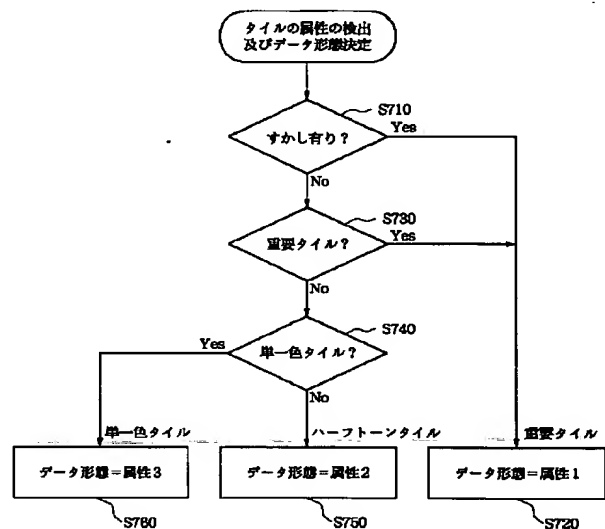 タイルの属性の検出
及びデータ形態決定
S710
すかし有り？
Yes
No
S730
重要タイル？
Yes
No
S740
Yes
単一色タイル？
No
単一色タイル
ハーフトーンタイル
重要タイル
データ形態＝属性3
データ形態＝属性2
データ形態＝属性1
S760
S750
S720